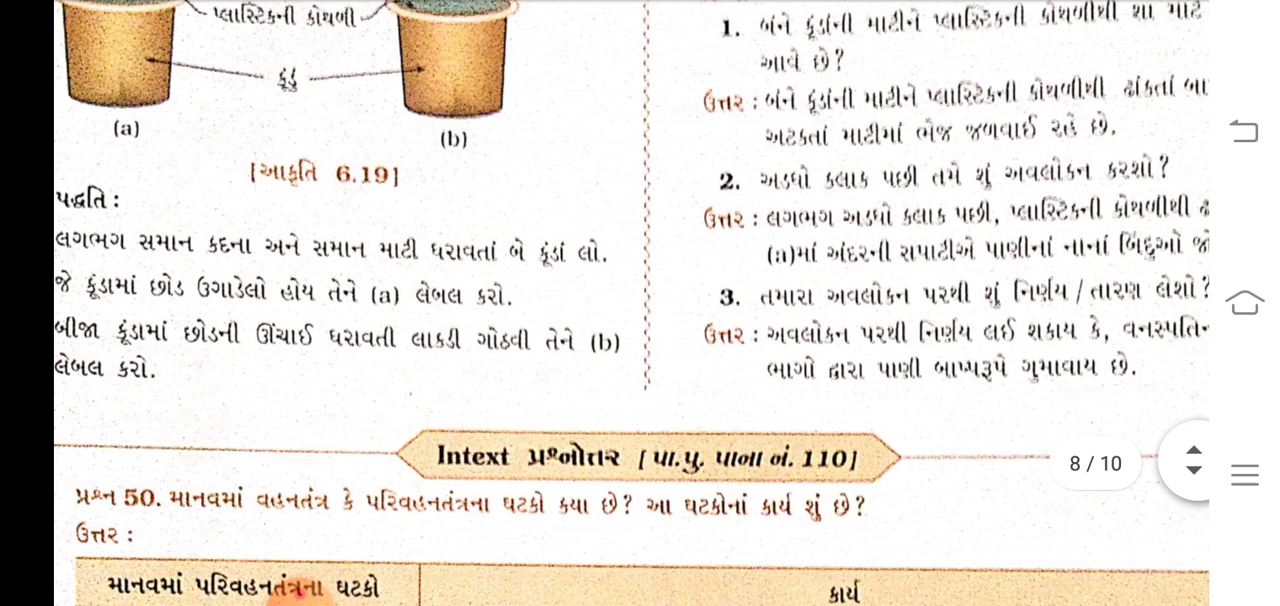 પ્લાસ્ટિકની કોથળી
કૂંડું
(a)
(b)
[આકૃતિ 6.19]
પદ્ધતિ :
લગભગ સમાન કદના અને સમાન માટી ધરાવતાં બે કૂંડાં લો.
જે કૂંડામાં છોડ ઉગાડેલો હોય તેને (a) લેબલ કરો.
બીજા કૂંડામાં છોડની ઊંચાઈ ધરાવતી લાકડી ગોઠવી તેને (b)
લેબલ કરો.
1. બંને કૂંડાંની માટીને પ્લાસ્ટિકની કોથળીથી શા માટે
આવે છે?
ઉત્તર : બંને કૂંડાંની માટીને પ્લાસ્ટિકની કોથળીથી ઢાંકતાં બા
અટકતાં માટીમાં ભેજ જળવાઈ રહે છે.
2. અડધો કલાક પછી તમે શું અવલોકન કરશો?
ઉત્તર : લગભગ અડધો કલાક પછી, પ્લાસ્ટિકની કોથળીથી
(a)માં અંદરની સપાટીએ પાણીનાં નાનાં બિંદુઓ જો
3. તમારા અવલોકન પરથી શું નિર્ણય / તારણ લેશો?
ઉત્તર : અવલોકન પરથી નિર્ણય લઈ શકાય કે, વનસ્પતિન
ભાગો દ્વારા પાણી બાષ્પરૂપે ગુમાવાય છે.
Intext પ્રશ્નોત્તર [પા.પુ. પાના નં. 110]
8 / 10
પ્રશ્ન 50. માનવમાં વહનતંત્ર કે પરિવહનતંત્રના ઘટકો કયા છે? આ ઘટકોનાં કાર્ય શું છે?
ઉત્તર :
માનવમાં પરિવહનતંત્રના ઘટકો
કાર્ય